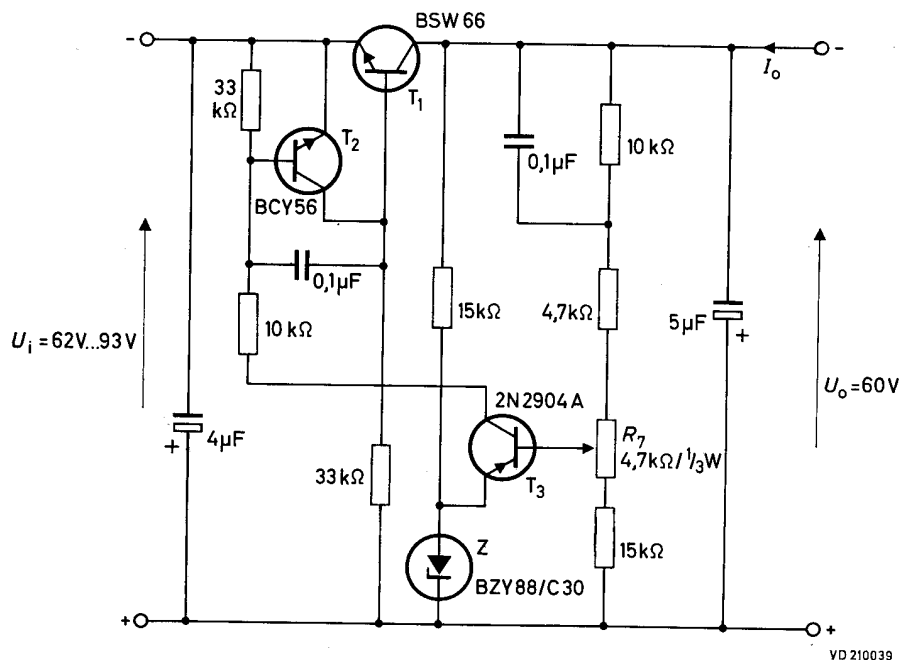 BSW 66
-
-
I₀
33
kΩ
T₁
T₂
10 kΩ
0,1µF
BCY56
0,1µF
10 kΩ
15kΩ
4,7kΩ
5µF
+
Uᵢ = 62V...93V
U₀ = 60V
2N2904A
R₇
4,7kΩ/⅓W
+
4µF
33kΩ
T₃
Z
15kΩ
BZY88/C30
+
+
VD 210039